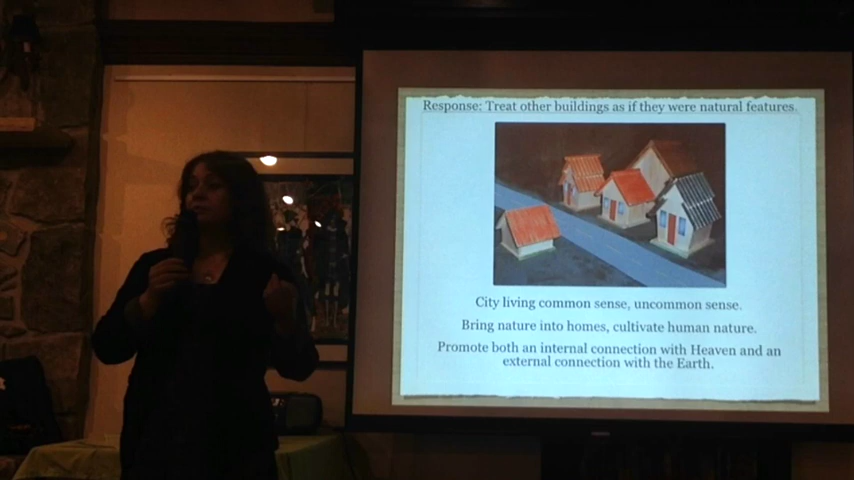 Response: Treat other buildings as if they were natural features.
City living common sense, uncommon sense.
Bring nature into homes, cultivate human nature.
Promote both an internal connection with Heaven and an
external connection with the Earth.